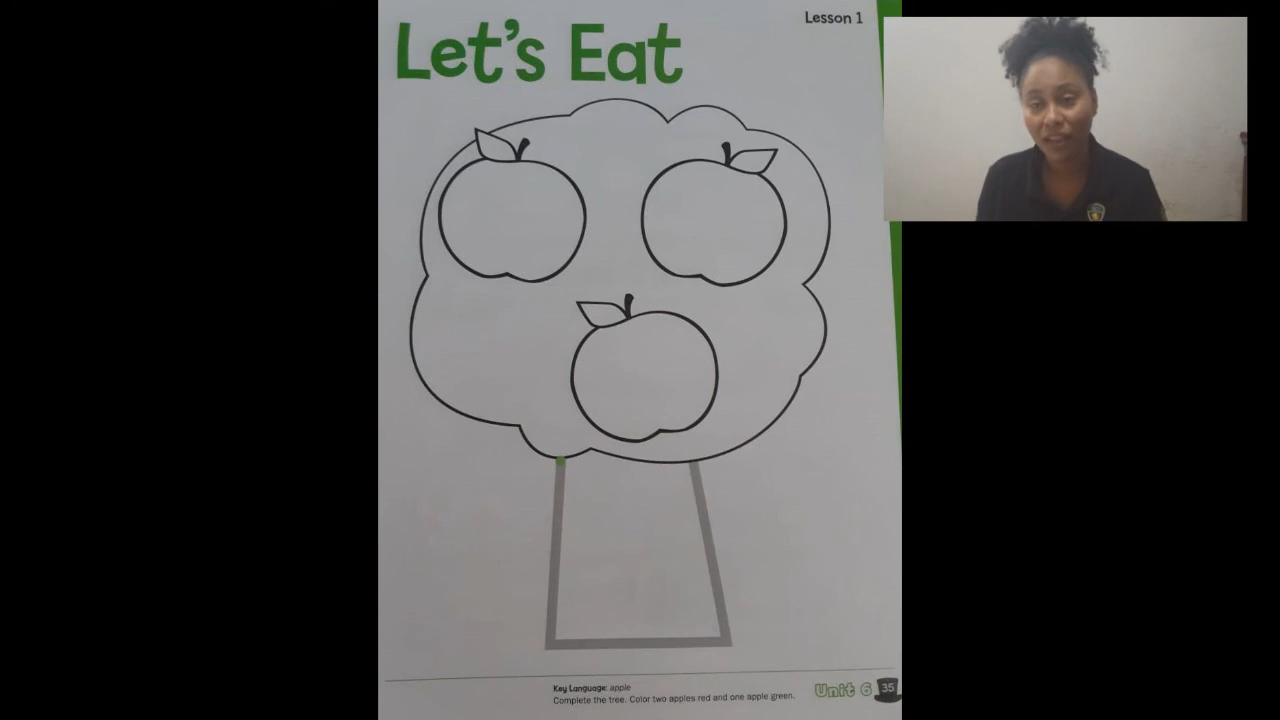 Lesson 1
Let's Eat
Key Language: apple
Complete the tree. Color two apples red and one apple green.
Unit 6 35